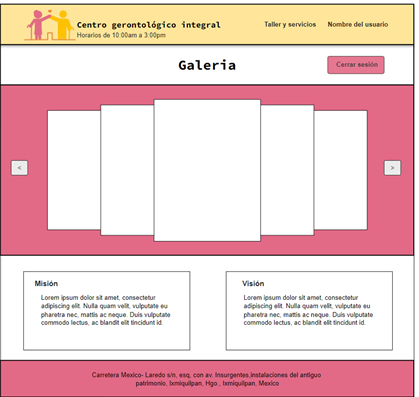 Centro gerontológico integral
Horarios de 10:00am a 3:00pm
Taller y servicios
Nombre del usuario
Galeria
Cerrar sesión
<
>
Misión
Lorem ipsum dolor sit amet, consectetur
adipiscing elit. Nulla quam velit, vulputate eu
pharetra nec, mattis ac neque. Duis vulputate
commodo lectus, ac blandit elit tincidunt id.
Visión
Lorem ipsum dolor sit amet, consectetur
adipiscing elit. Nulla quam velit, vulputate eu
pharetra nec, mattis ac neque. Duis vulputate
commodo lectus, ac blandit elit tincidunt id.
Carretera Mexico- Laredo s/n, esq, con av. Insurgentes,instalaciones del antiguo
patrimonio, Ixmiquilpan, Hgo., Ixmiquilpan, Mexico